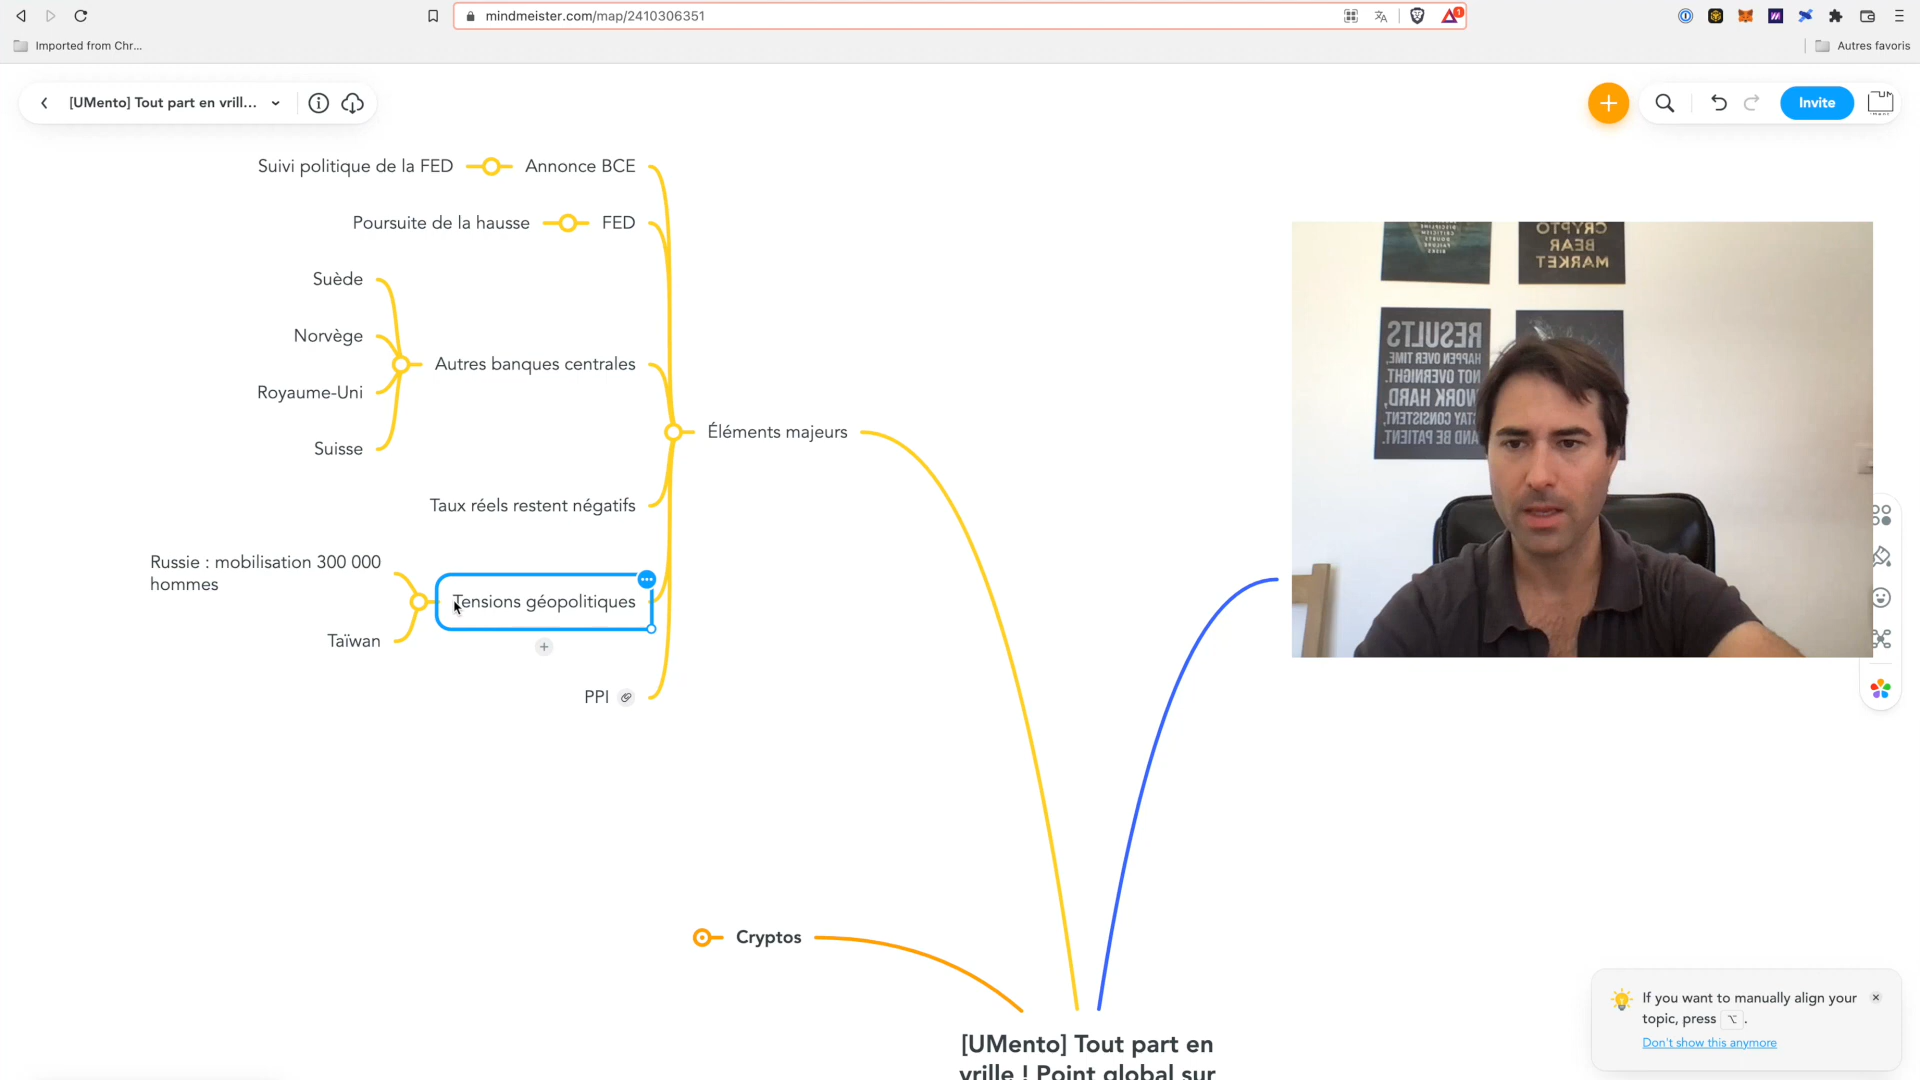 mindmeister.com/map/2410306351
1
Imported from Chr...
Autres favoris
[UMento] Tout part en vrill...
Invite
Suivi politique de la FED
Annonce BCE
Poursuite de la hausse
FED
Suède
Norvège
Autres banques centrales
Royaume-Uni
Suisse
Éléments majeurs
Taux réels restent négatifs
Russie : mobilisation 300 000
hommes
Tensions géopolitiques
Taïwan
PPI
CRYPTO
BEAR
MARKET
RESULTS
HAPPEN OVER TIME,
NOT OVERNIGHT.
WORK HARD,
STAY CONSISTENT,
AND BE PATIENT.
Cryptos
[UMento] Tout part en
vrille ! Point global sur
If you want to manually align your
topic, press ⌥.
Don't show this anymore